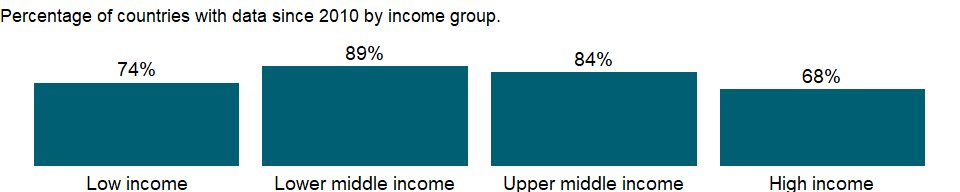 Percentage of countries with data since 2010 by income group.
74%
89%
84%
68%
Low income
Lower middle income
Upper middle income
High income